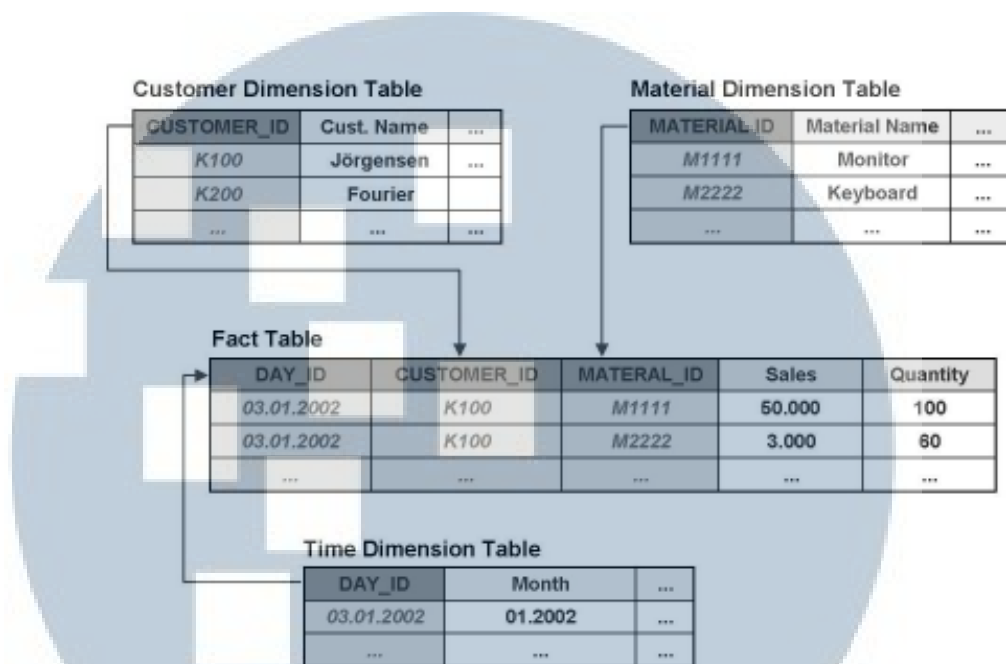 Customer Dimension Table
CUSTOMER_ID Cust. Name ...
K100 Jörgensen ...
K200 Fourier
... ... ...
Material Dimension Table
MATERIAL ID Material Name ...
M1111 Monitor ...
M2222 Keyboard ...
... ... ...
Fact Table
DAY_ID CUSTOMER_ID MATERAL_ID Sales Quantity
03.01.2002 K100 M1111 50.000 100
03.01.2002 K100 M2222 3.000 60
... ... ... ... ...
Time Dimension Table
DAY_ID Month ...
03.01.2002 01.2002 ...
... ... ...